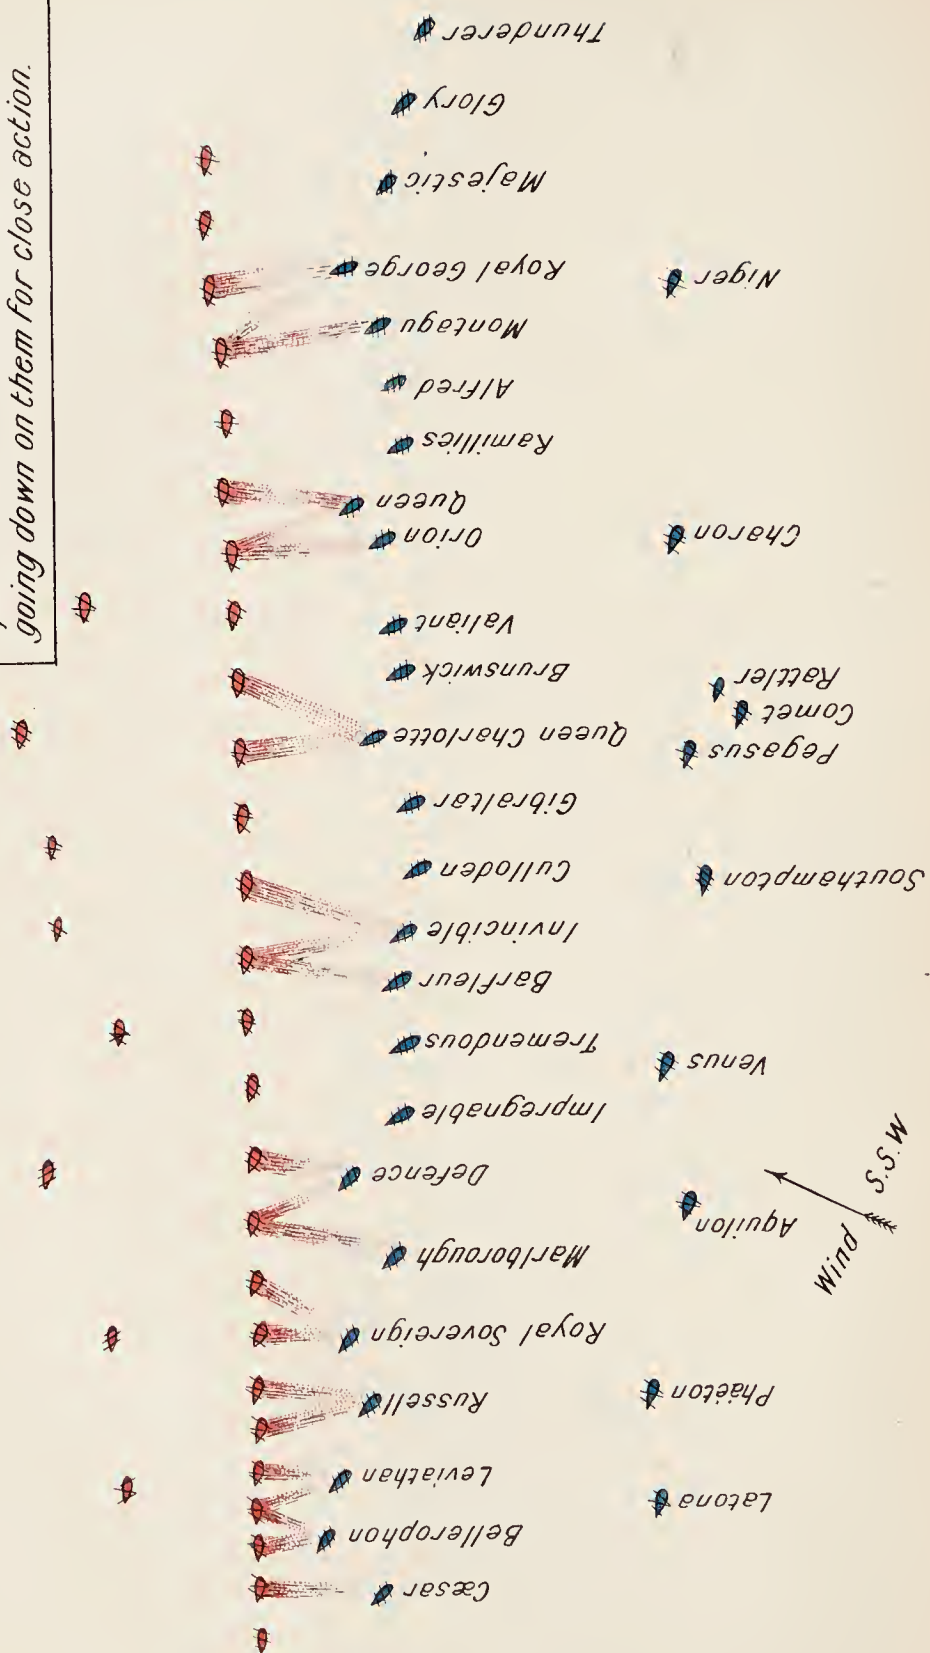 going down on them for close action.
Thunderer
Glory
Majestic
Royal George
Niger
Montagu
Alfred
Ramillies
Queen
Orion
Charon
Valiant
Brunswick
Rattler
Comet
Queen Charlotte
Pegasus
Gibraltar
Culloden
Southampton
Invincible
Barfleur
Tremendous
Venus
Impregnable
Defence
Aquilon
Marlborough
Wind S.S.W
Royal Sovereign
Russell
Phaëton
Leviathan
Latona
Bellerophon
Cæsar